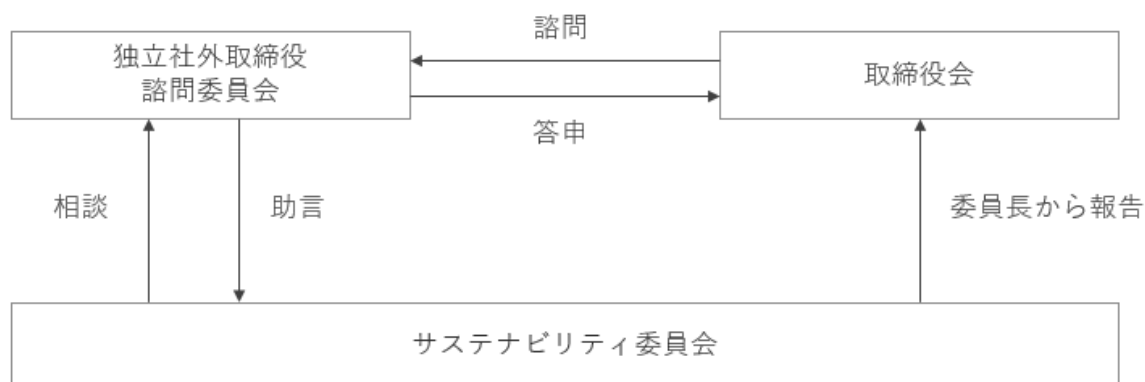 諮問
独立社外取締役
諮問委員会
取締役会
答申
相談
助言
委員長から報告
サステナビリティ委員会